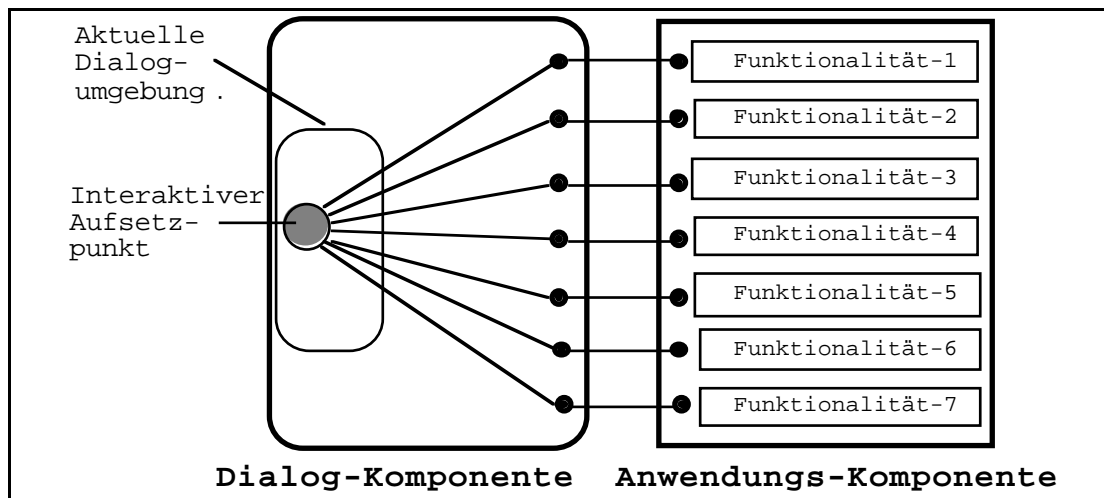 Aktuelle
Dialog-
umgebung .
Interaktiver
Aufsetz-
punkt
Funktionalität-1
Funktionalität-2
Funktionalität-3
Funktionalität-4
Funktionalität-5
Funktionalität-6
Funktionalität-7
Dialog-Komponente
Anwendungs-Komponente